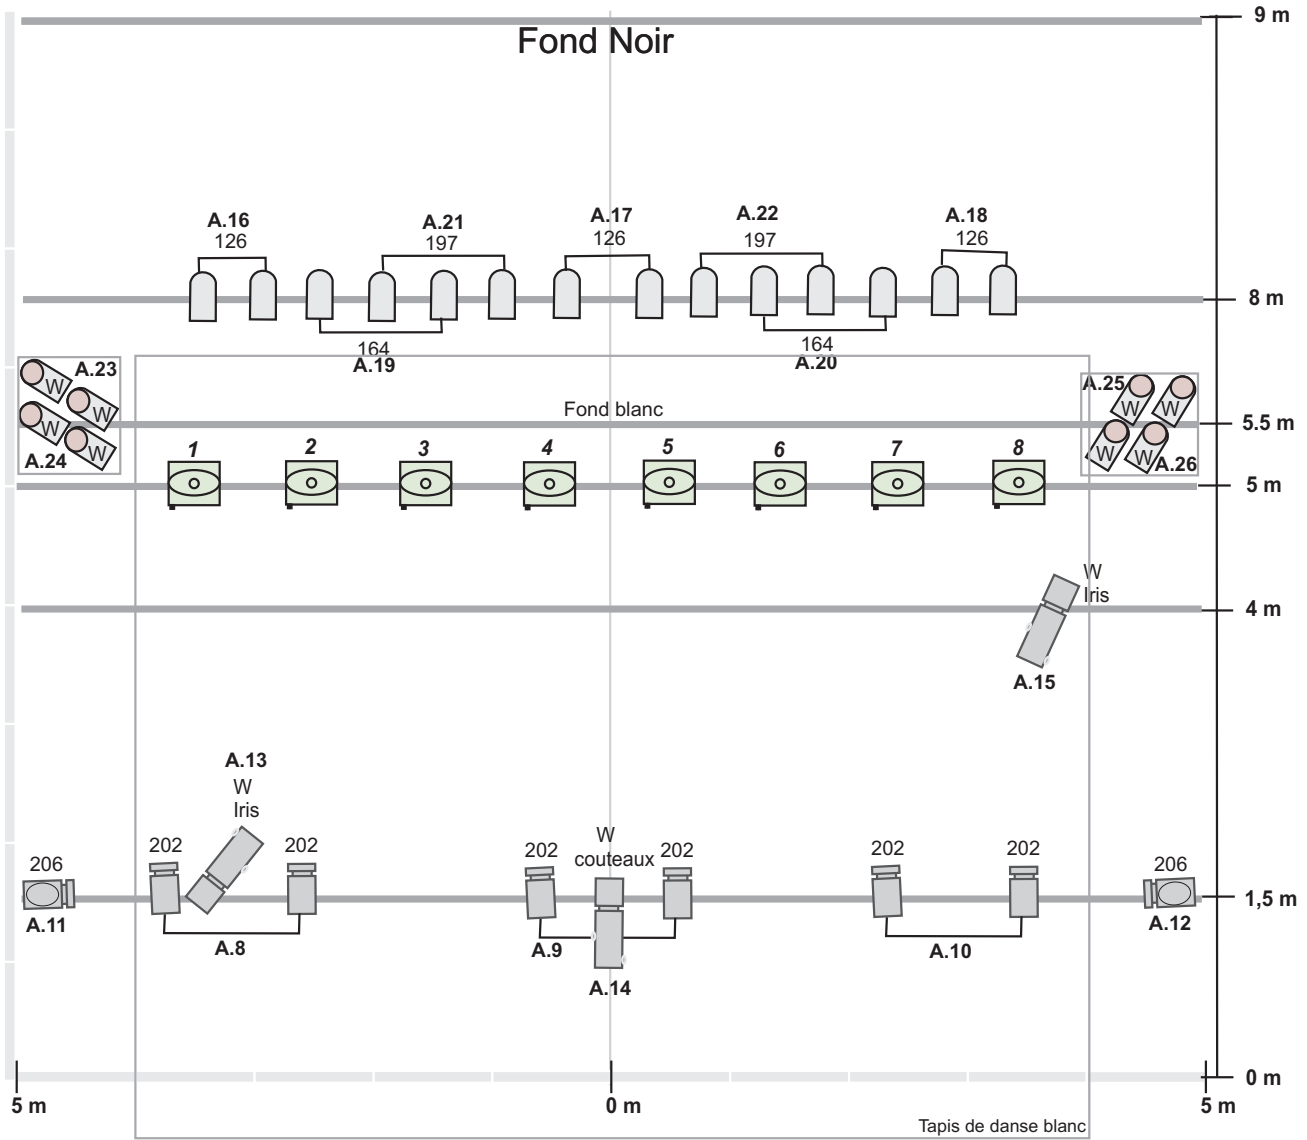 9 m
Fond Noir
A.16
126
A.21
197
A.17
126
A.22
197
A.18
126
8 m
164
A.19
164
A.20
A.23
W
W
W
W
A.24
Fond blanc
A.25
W
W
W
W
A.26
5.5 m
1
2
3
4
5
6
7
8
5 m
W
Iris
4 m
A.15
A.13
W
Iris
206
202
202
202
W
couteaux
202
202
202
206
A.11
A.8
A.9
A.14
A.10
A.12
1,5 m
0 m
5 m
0 m
5 m
Tapis de danse blanc